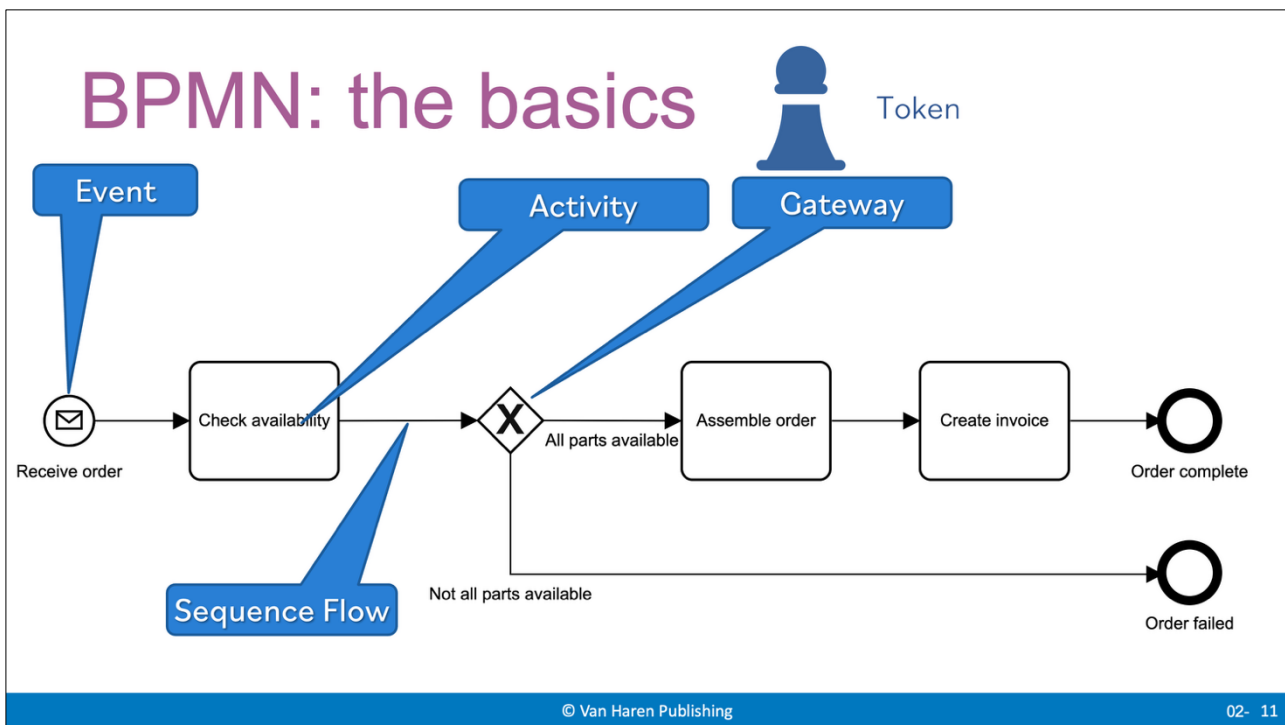 BPMN: the basics
Token
Event
Activity
Gateway
Check availability
X
All parts available
Assemble order
Create invoice
Receive order
Order complete
Sequence Flow
Not all parts available
Order failed
© Van Haren Publishing
02- 11